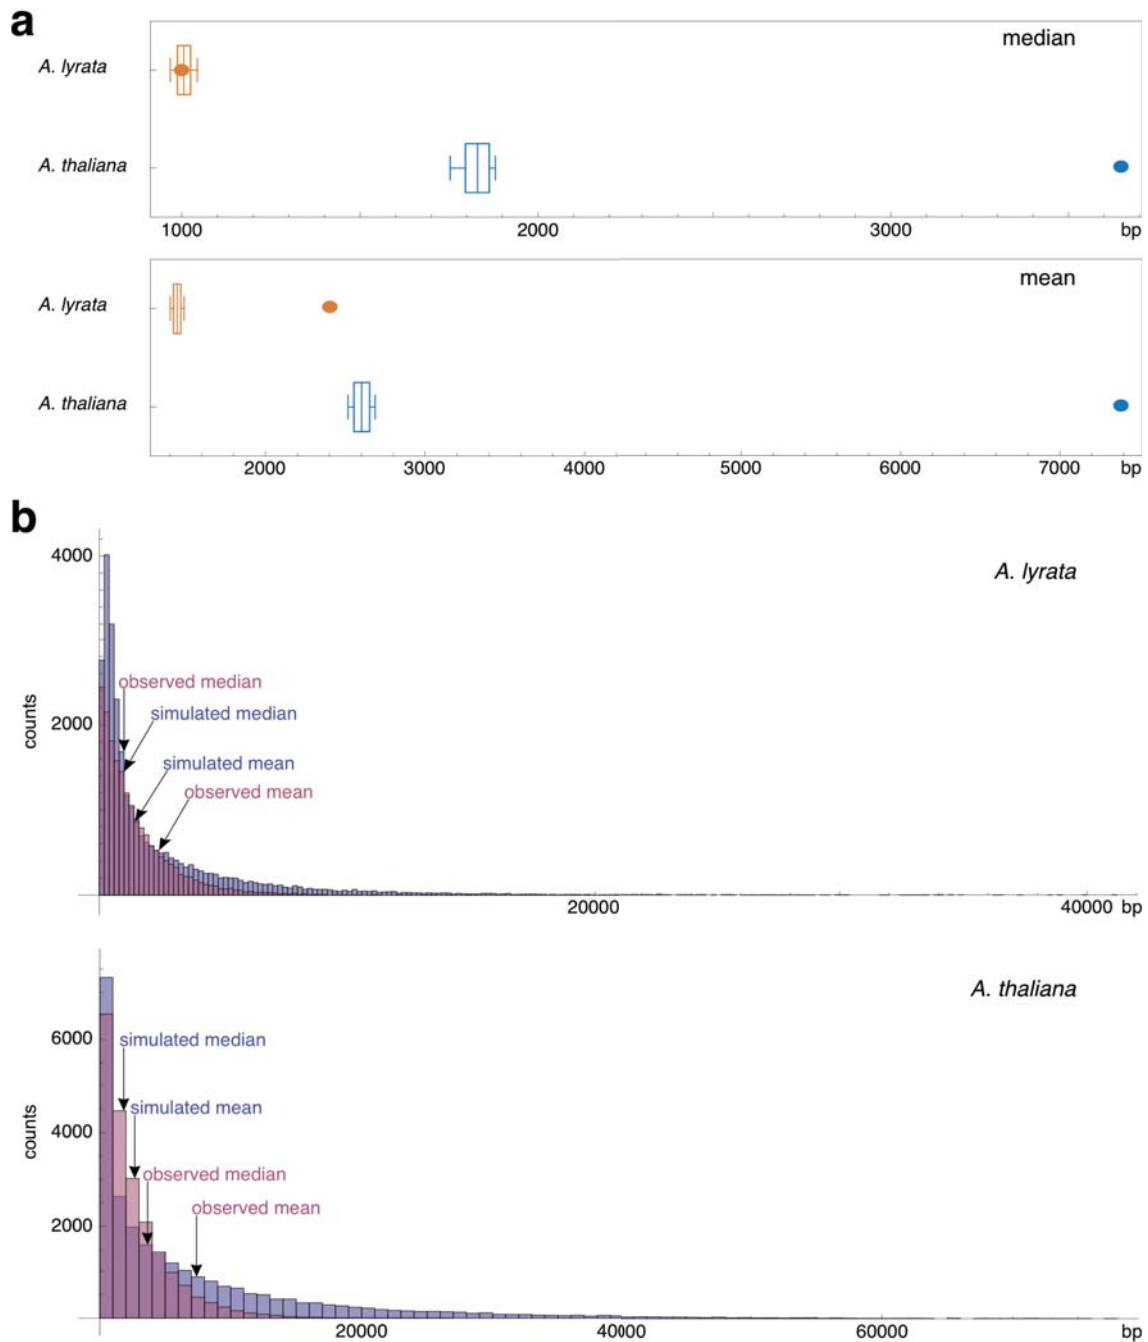 a
median
A. lyrata
A. thaliana
1000 2000 3000 bp
mean
A. lyrata
A. thaliana
2000 3000 4000 5000 6000 7000 bp
b
4000
A. lyrata
observed median
simulated median
2000
counts
simulated mean
observed mean
20000 40000 bp
A. thaliana
6000
simulated median
simulated mean
4000
counts
observed median
observed mean
2000
20000 40000 60000 bp